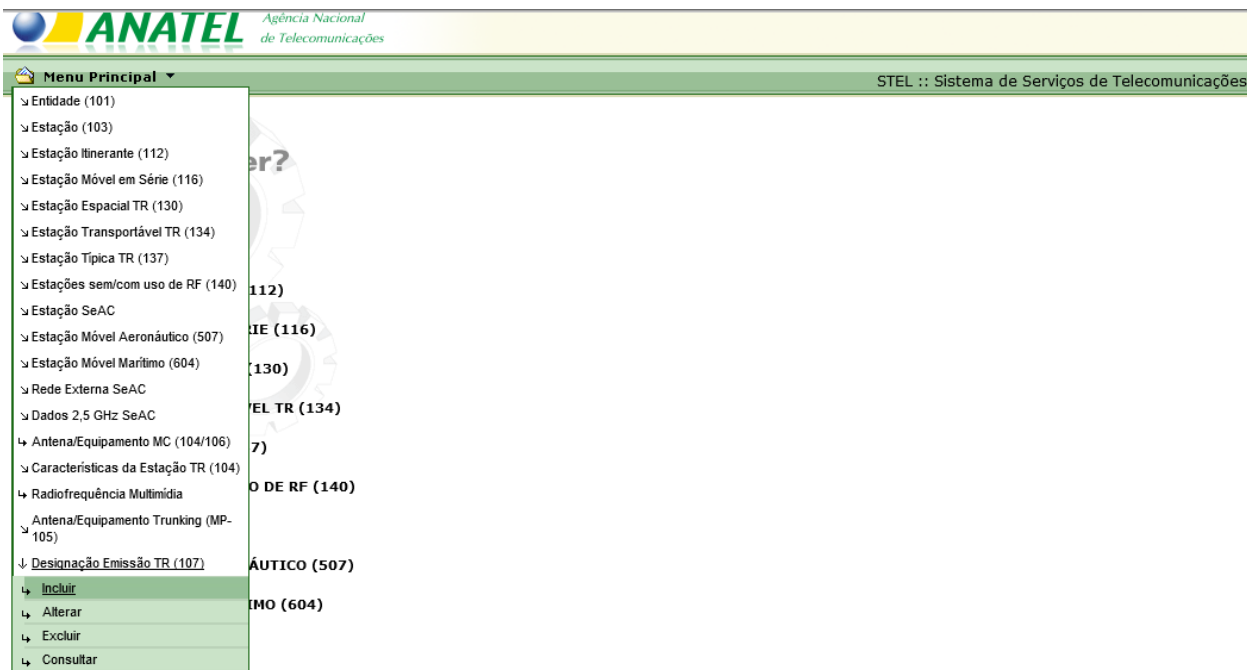 ANATEL
Agência Nacional
de Telecomunicações
Menu Principal
STEL :: Sistema de Serviços de Telecomunicações
Entidade (101)
Estação (103)
Estação Itinerante (112)
er?
Estação Móvel em Série (116)
Estação Espacial TR (130)
Estação Transportável TR (134)
Estação Típica TR (137)
Estações sem/com uso de RF (140)
112)
Estação SeAC
RIE (116)
Estação Móvel Aeronáutico (507)
Estação Móvel Marítimo (604)
(130)
Rede Externa SeAC
Dados 2,5 GHz SeAC
VEL TR (134)
Antena/Equipamento MC (104/106)
7)
Características da Estação TR (104)
Radiofrequência Multimídia
O DE RF (140)
Antena/Equipamento Trunking (MP-
105)
Designação Emissão TR (107)
ÁUTICO (507)
Incluir
Alterar
IMO (604)
Excluir
Consultar